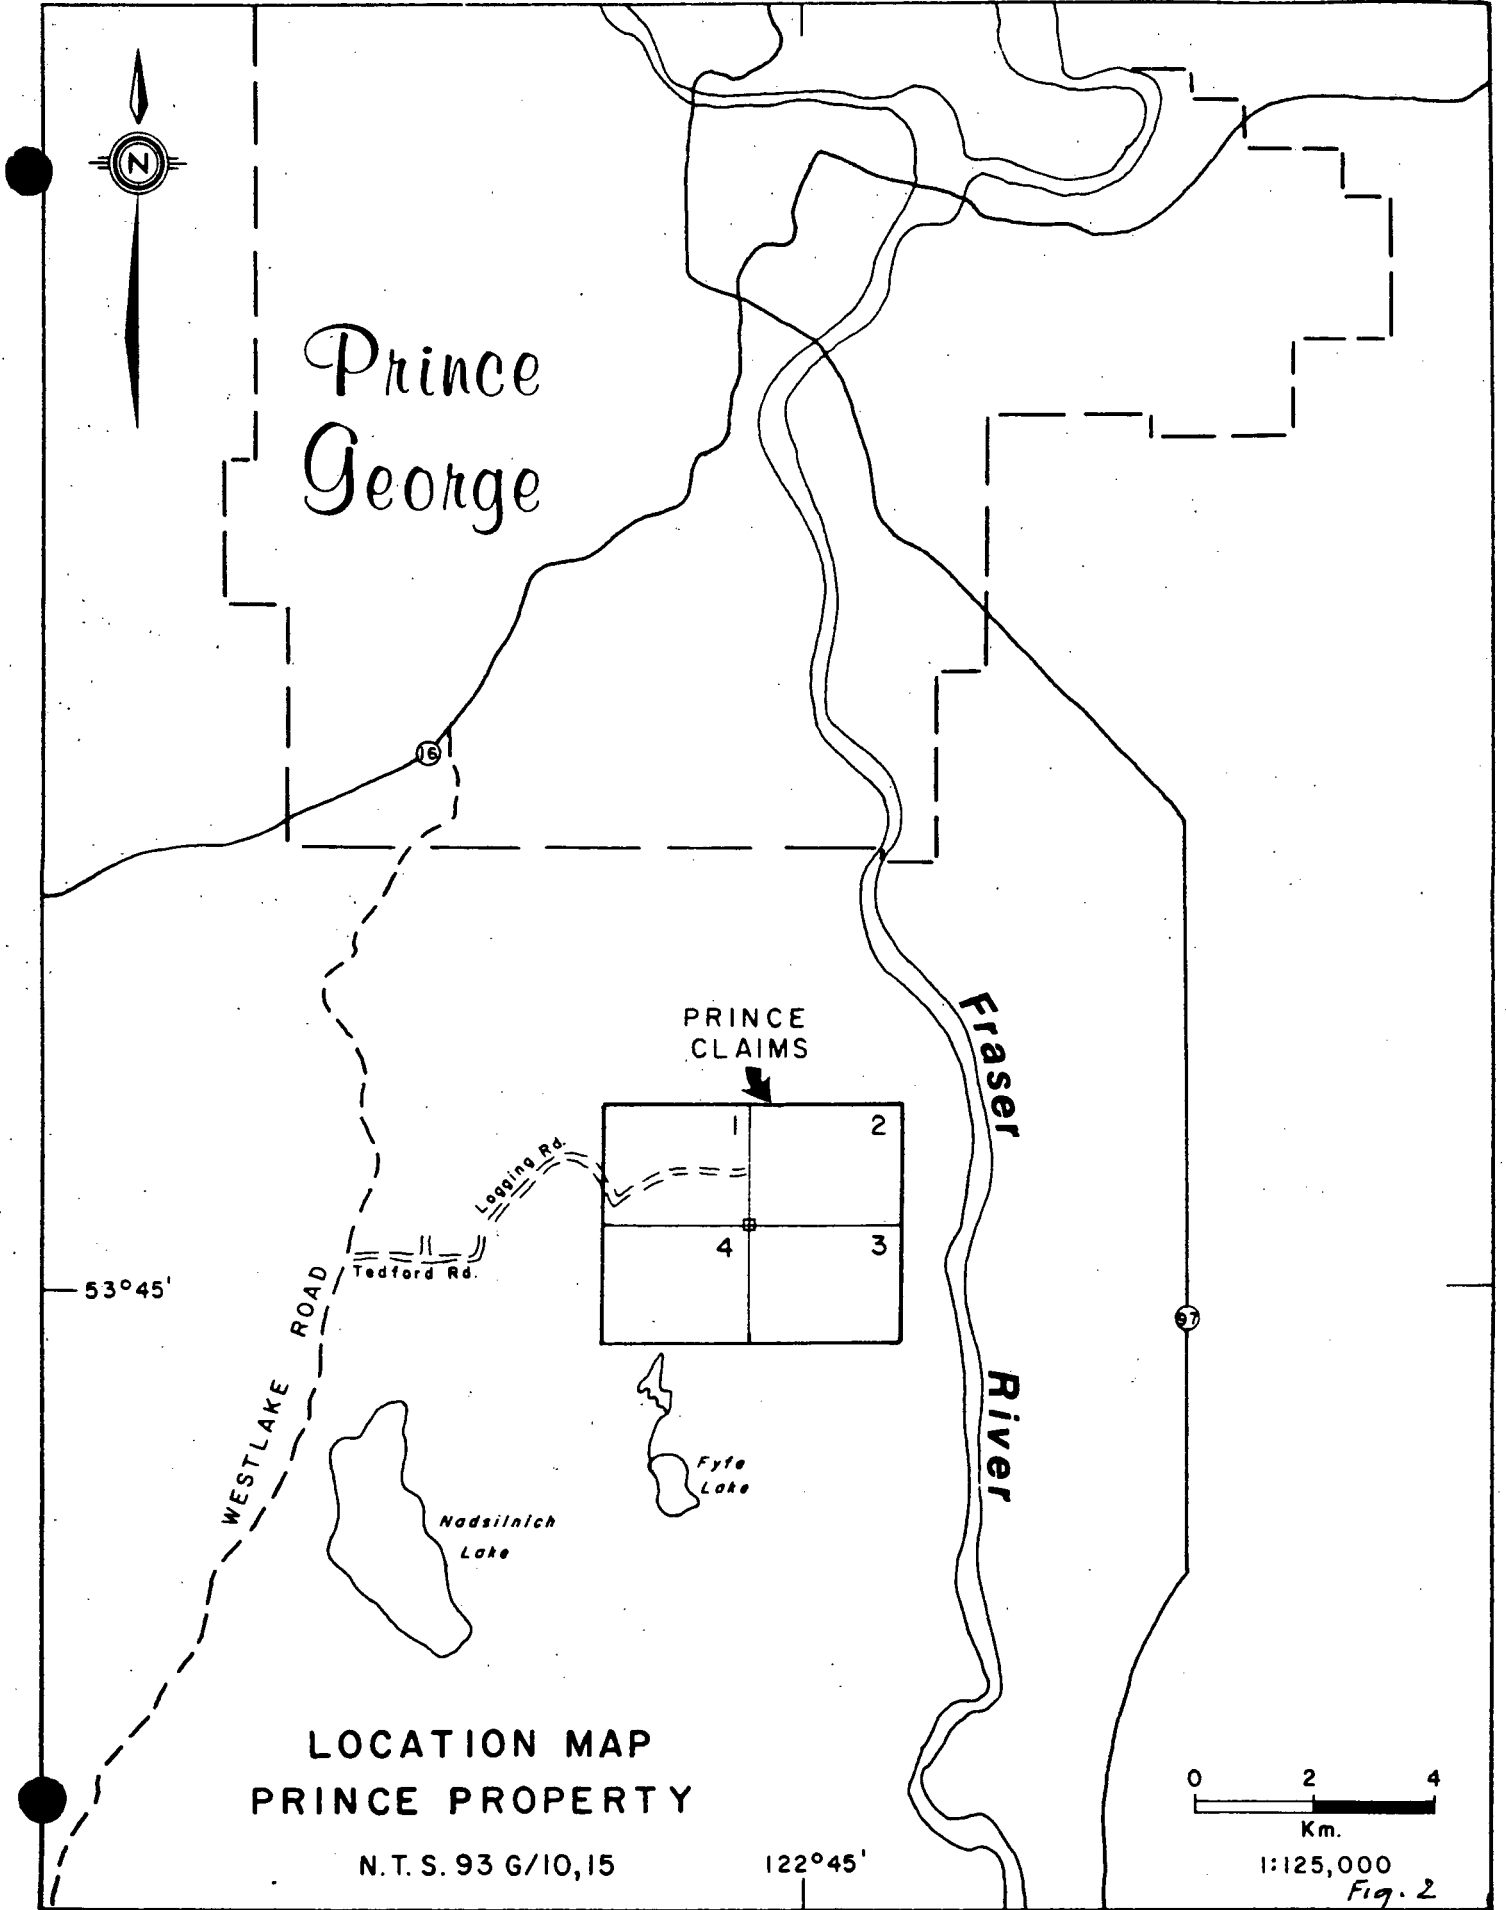 N
Prince
George
16
PRINCE
CLAIMS
Fraser
River
1
2
Logging Rd.
4
3
Tedford Rd.
53°45'
WESTLAKE ROAD
97
Fyfe
Lake
Nadsilnich
Lake
LOCATION MAP
PRINCE PROPERTY
N.T.S. 93 G/10,15
122°45'
0 2 4
Km.
1:125,000
Fig. 2